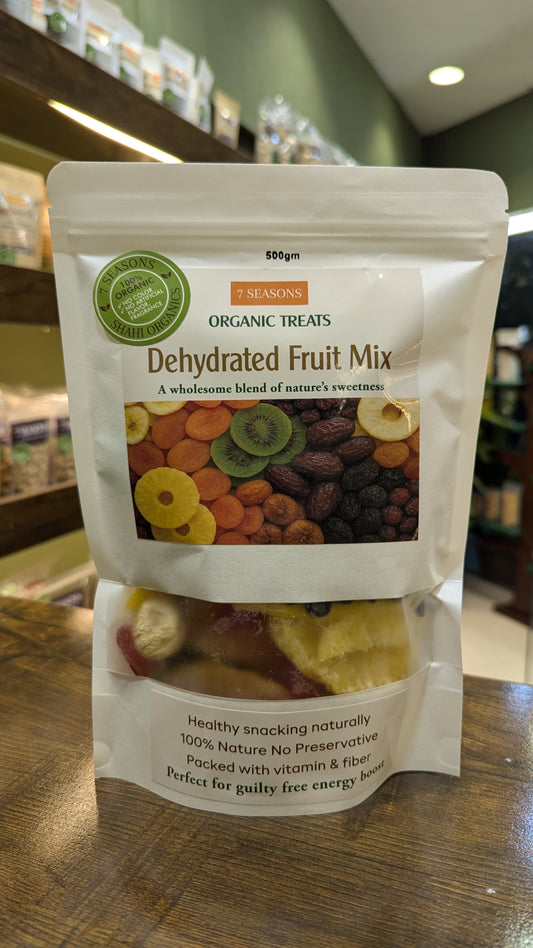 500gm
7 SEASONS
100%
ORGANIC
✓ NO COLOR
✓ NO ARTIFICIAL
FLAVOR
FRAGRANCE
SHAHI ORGANICS
7 SEASONS
ORGANIC TREATS
Dehydrated Fruit Mix
A wholesome blend of nature's sweetness
Healthy snacking naturally
100% Nature No Preservative
Packed with vitamin & fiber
Perfect for guilty free energy boost